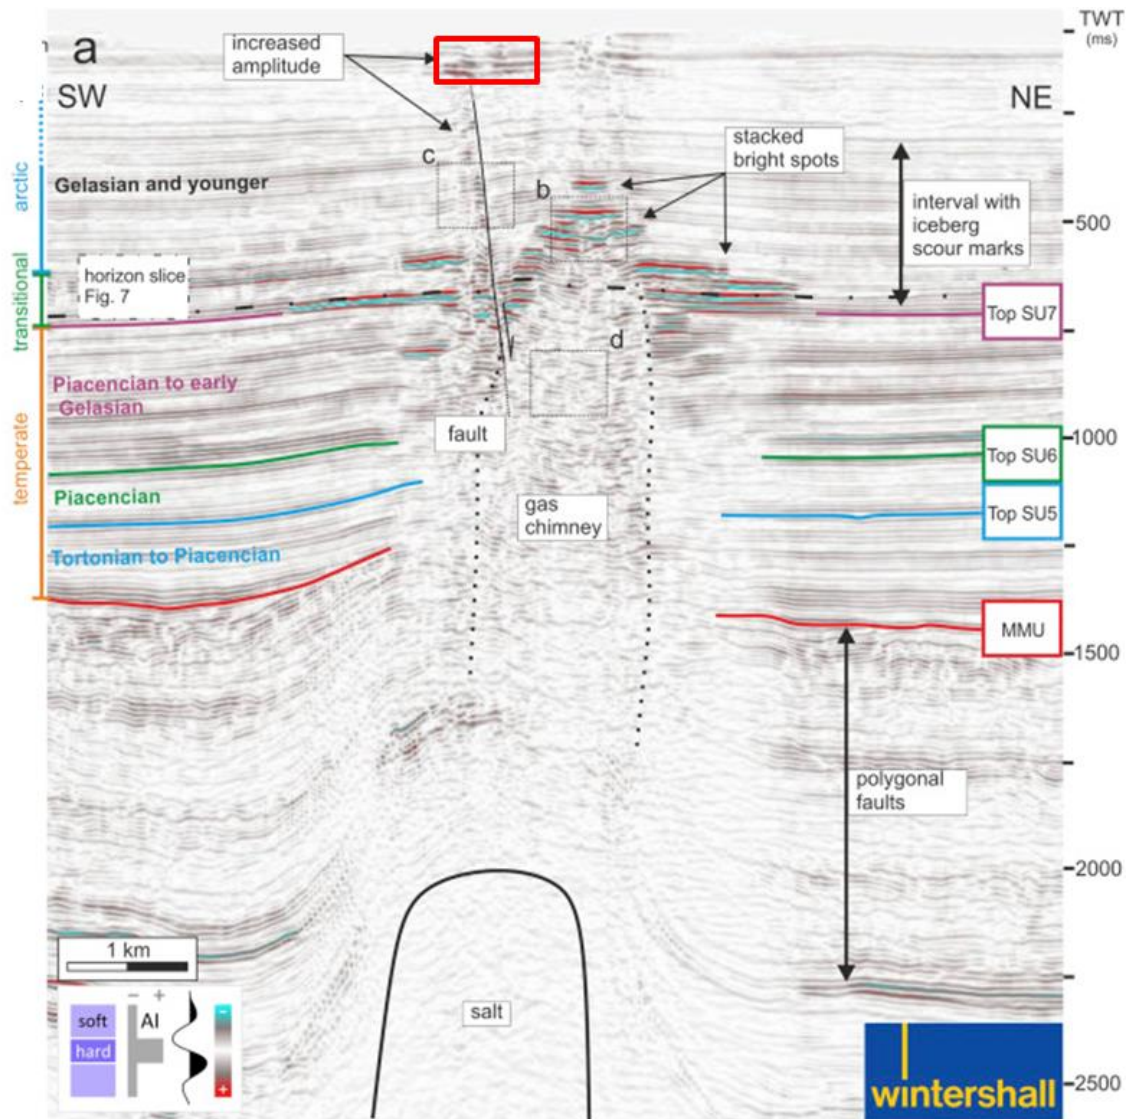 a
SW
NE
TWT
(ms)
increased
amplitude
stacked
bright spots
c
b
d
Gelasian and younger
500
interval with
iceberg
scour marks
horizon slice
Fig. 7
Top SU7
arctic
transitional
temperate
Piacencian to early
Gelasian
fault
1000
Top SU6
Piacencian
gas
chimney
Top SU5
Tortonian to Piacencian
MMU
1500
polygonal
faults
2000
1 km
salt
soft
hard
- +
AI
-
+
wintershall
2500